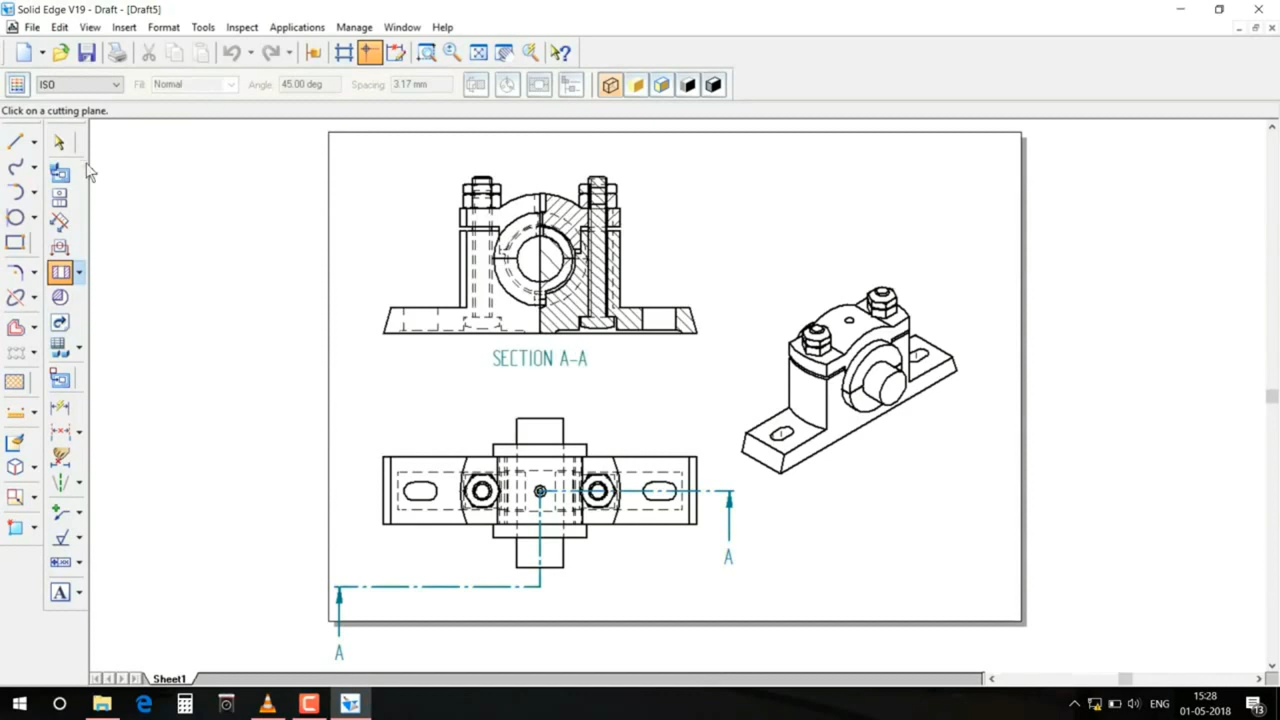 Solid Edge V19 - Draft - [Draft5]
File Edit View Insert Format Tools Inspect Applications Manage Window Help
ISO Fill: Normal Angle: 45.00 deg Spacing: 3.17 mm
Click on a cutting plane.
SECTION A-A
A
A
A
Sheet1
ENG
15:28
01-05-2018
13